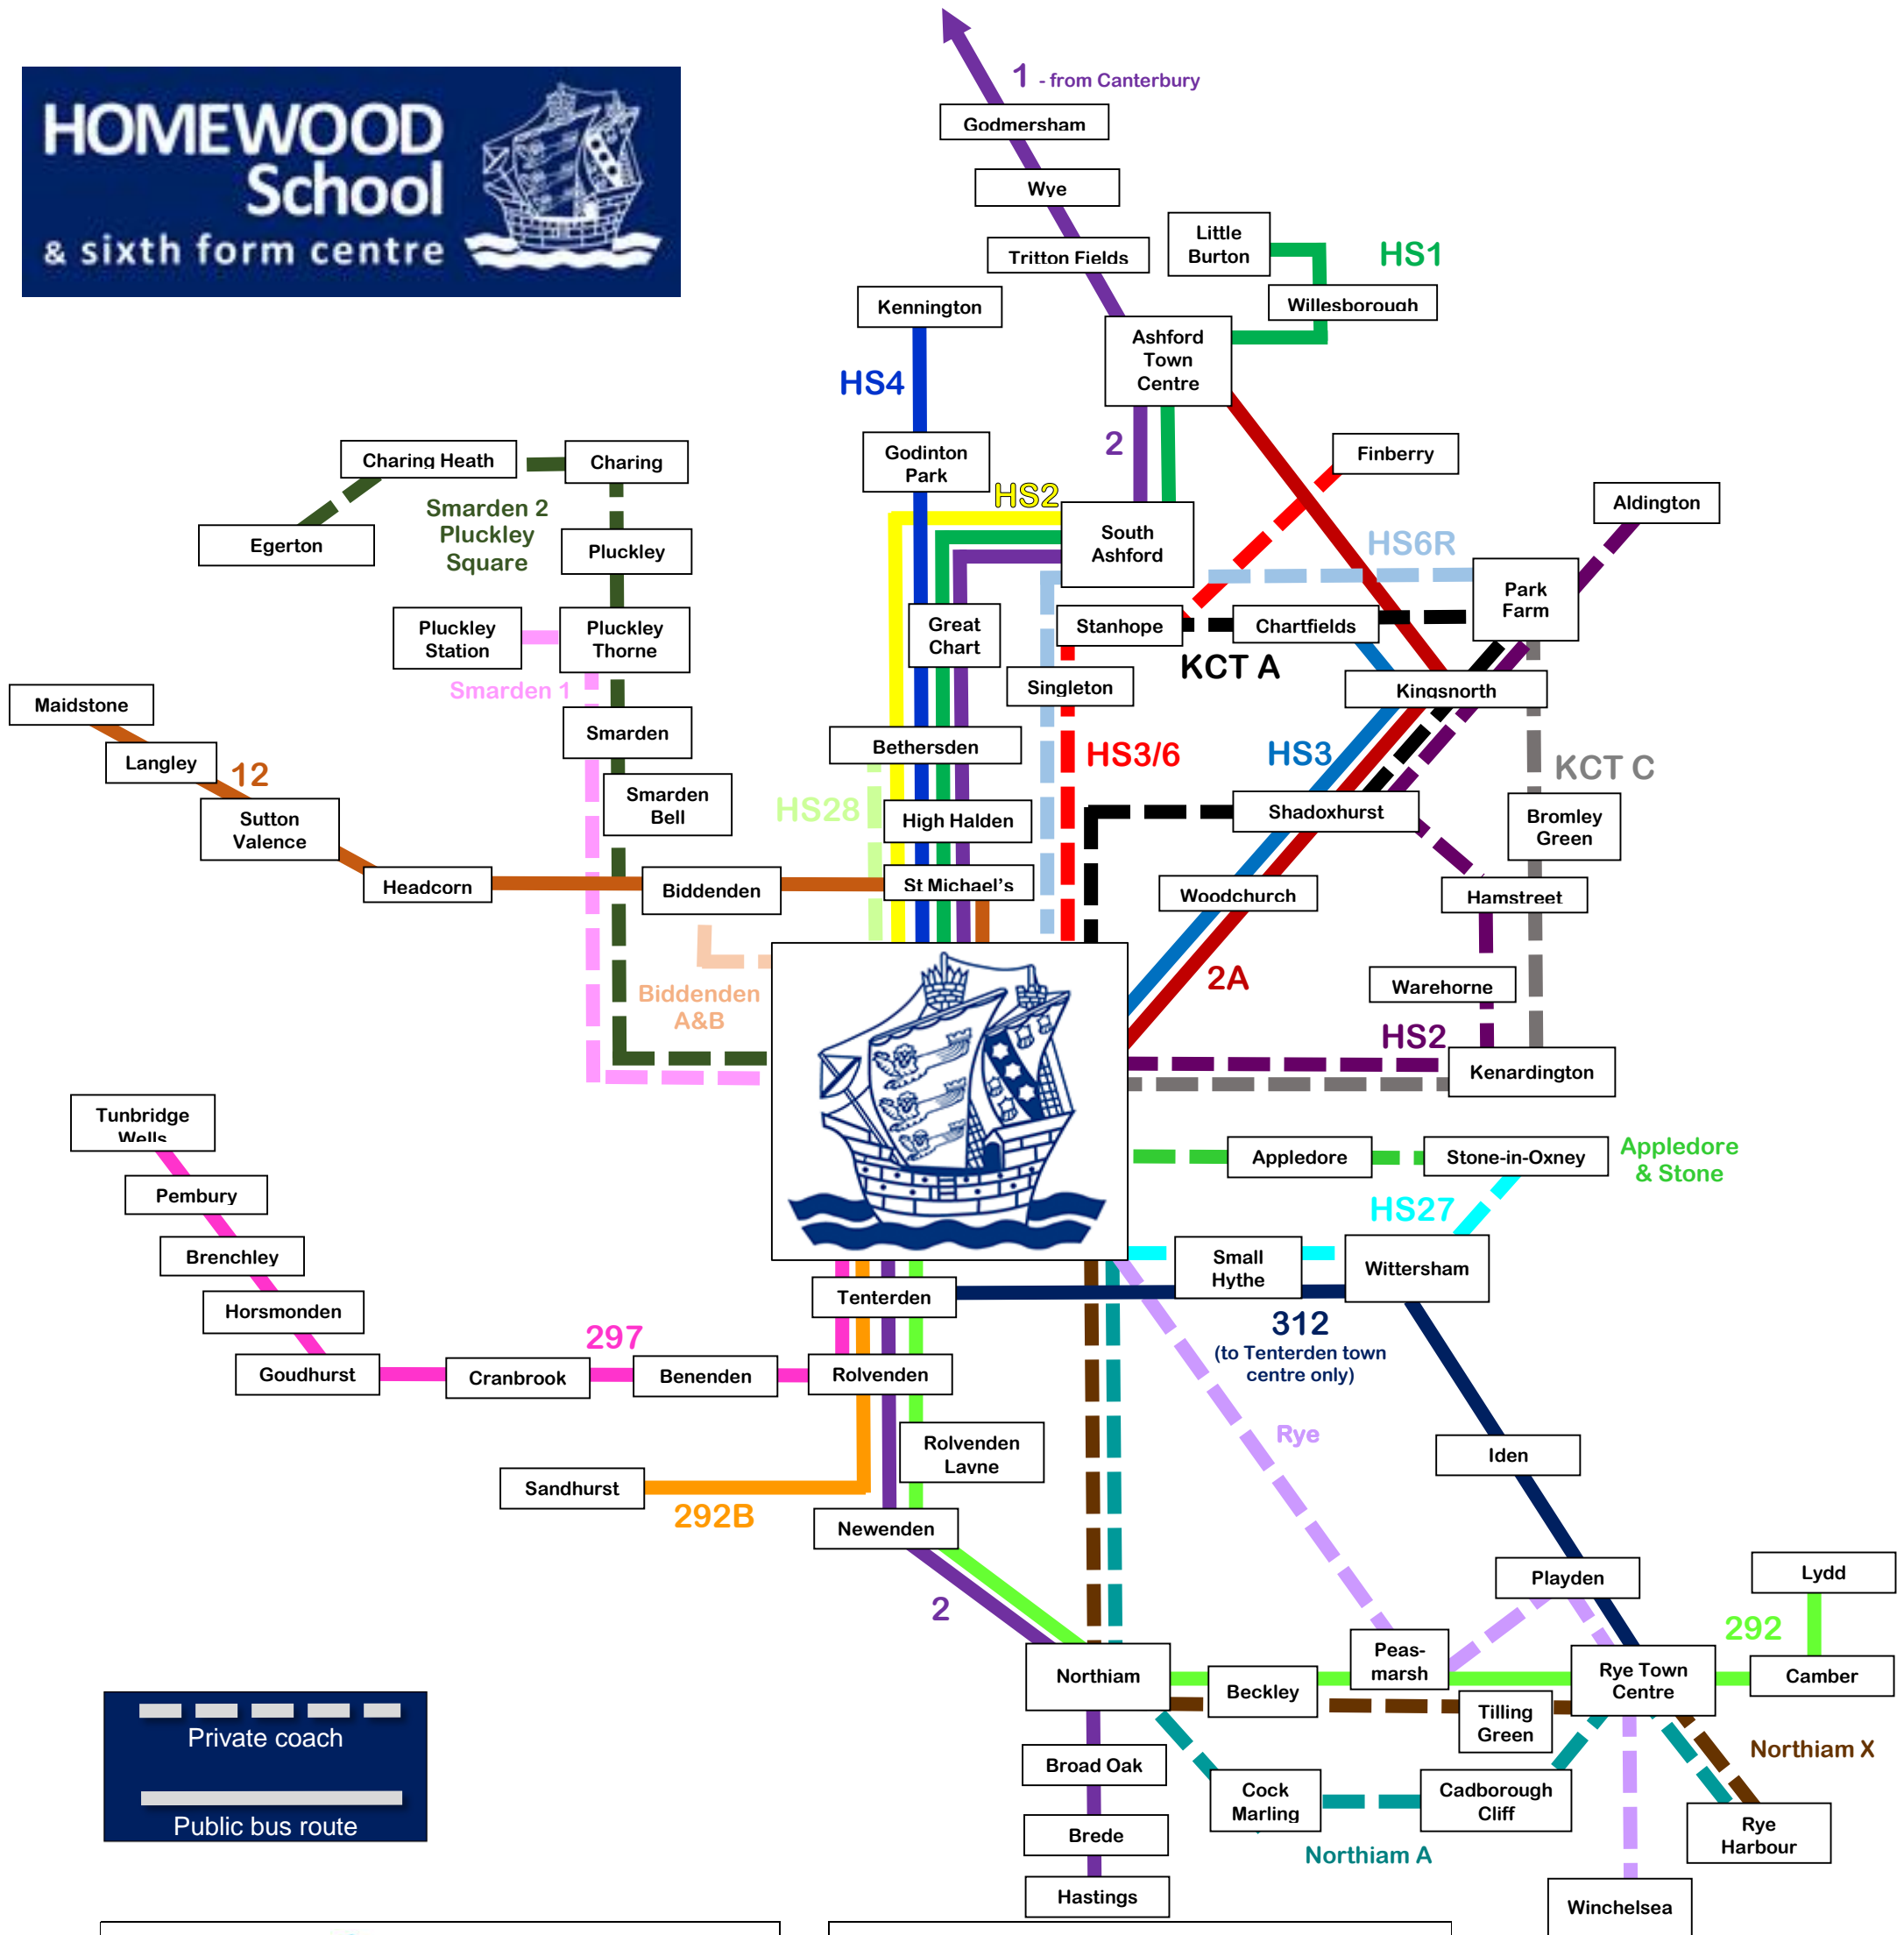 HOMEWOOD
School
& sixth form centre
1 - from Canterbury
Godmersham
Wye
Tritton Fields
Little
Burton
HS1
Willesborough
Kennington
Ashford
Town
Centre
HS4
2
Finberry
Godinton
Park
Charing Heath
Charing
HS2
Aldington
Smarden 2
Pluckley
Square
Egerton
Pluckley
South
Ashford
HS6R
Park
Farm
Pluckley
Station
Pluckley
Thorne
Great
Chart
Stanhope
Chartfields
KCT A
Smarden 1
Singleton
Kingsnorth
Maidstone
Smarden
Bethersden
HS3/6
HS3
KCT C
Langley
12
Smarden
Bell
HS28
High Halden
Shadoxhurst
Bromley
Green
Sutton
Valence
Headcorn
Biddenden
St Michael's
Woodchurch
Hamstreet
2A
Warehorne
Biddenden
A&B
HS2
Kenardington
Tunbridge
Wells
Appledore
Stone-in-Oxney
Appledore
& Stone
Pembury
HS27
Brenchley
Small
Hythe
Wittersham
Horsmonden
Tenterden
312
(to Tenterden town
centre only)
297
Goudhurst
Cranbrook
Benenden
Rolvenden
Rye
Rolvenden
Layne
Iden
Sandhurst
292B
Newenden
Playden
Lydd
2
292
Northiam
Beckley
Peas-
marsh
Rye Town
Centre
Camber
Tilling
Green
Private coach
Northiam X
Broad Oak
Cock
Marling
Cadborough
Cliff
Public bus route
Brede
Rye
Harbour
Northiam A
Hastings
Winchelsea